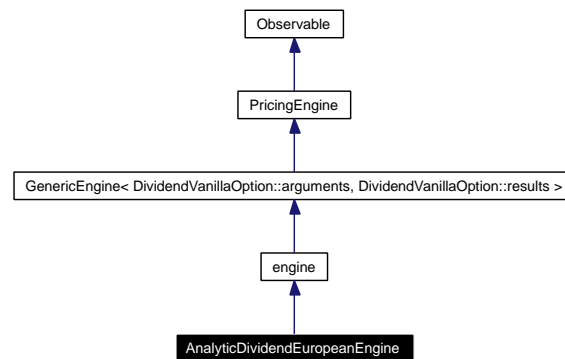 Observable
PricingEngine
GenericEngine< DividendVanillaOption::arguments, DividendVanillaOption::results >
engine
AnalyticDividendEuropeanEngine